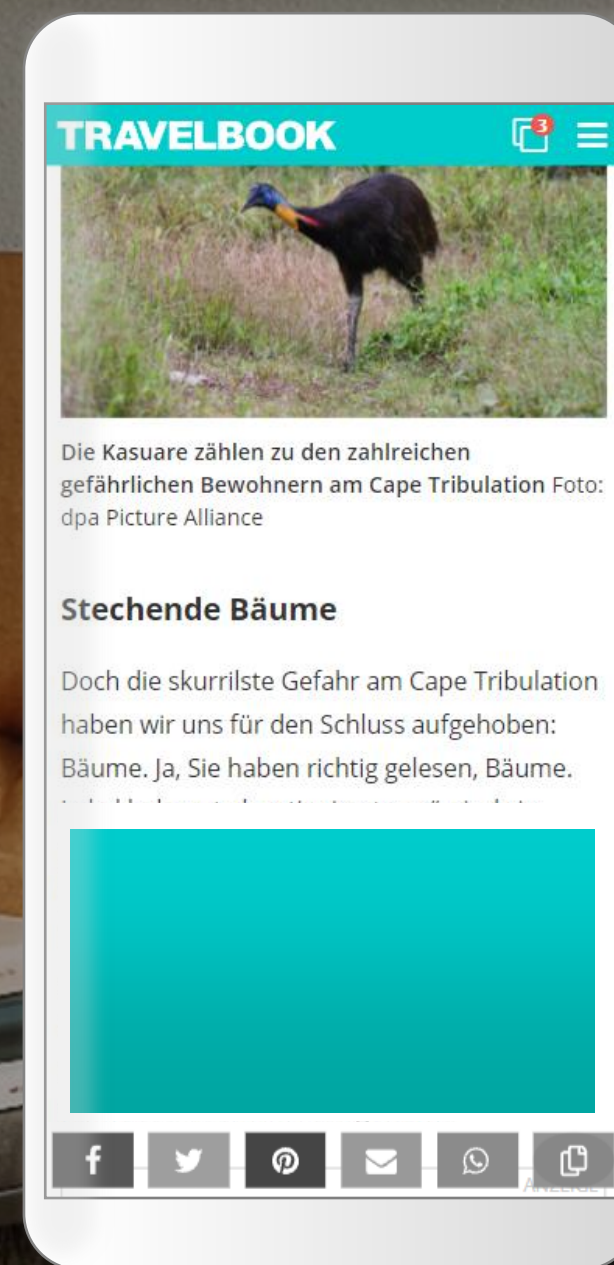 TRAVELBOOK
3
Die Kasuare zählen zu den zahlreichen
gefährlichen Bewohnern am Cape Tribulation Foto:
dpa Picture Alliance
Stechende Bäume
Doch die skurrilste Gefahr am Cape Tribulation
haben wir uns für den Schluss aufgehoben:
Bäume. Ja, Sie haben richtig gelesen, Bäume.
ANZEIGE